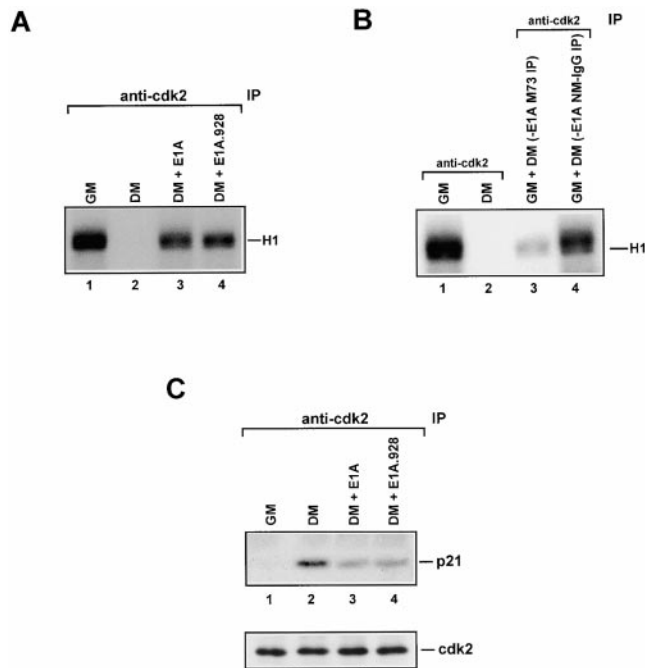 A
anti-cdk2 IP
GM
DM
DM + E1A
DM + E1A.928
H1
1 2 3 4
B
anti-cdk2 IP
anti-cdk2
GM
DM
GM + DM (-E1A M73 IP)
GM + DM (-E1A NM-IgG IP)
H1
1 2 3 4
C
anti-cdk2 IP
GM
DM
DM + E1A
DM + E1A.928
p21
1 2 3 4
cdk2